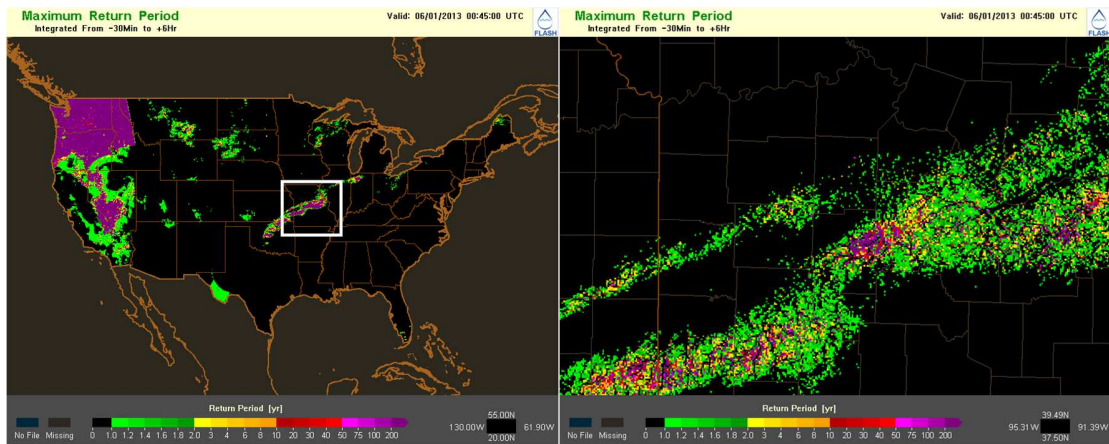 Maximum Return Period
Integrated From -30Min to +6Hr
Valid: 06/01/2013 00:45:00 UTC
FLASH
Return Period [yr]
No File Missing 0 1.0 1.2 1.4 1.6 1.8 2.0 3 4 6 8 10 20 30 40 50 75 100 200
55.00N
130.00W 61.90W
20.00N
Maximum Return Period
Integrated From -30Min to +6Hr
Valid: 06/01/2013 00:45:00 UTC
FLASH
Return Period [yr]
No File Missing 0 1.0 1.2 1.4 1.6 1.8 2.0 3 4 6 8 10 20 30 40 50 75 100 200
39.49N
95.31W 91.39W
37.50N